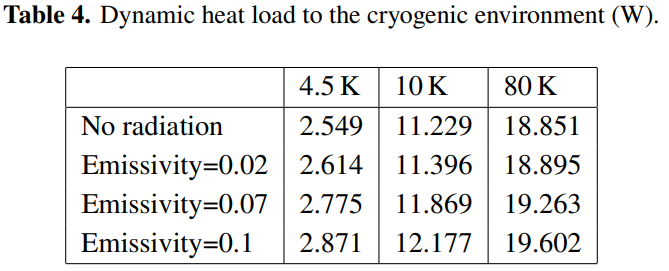 Table 4. Dynamic heat load to the cryogenic environment (W).
4.5 K 10 K 80 K
No radiation 2.549 11.229 18.851
Emissivity=0.02 2.614 11.396 18.895
Emissivity=0.07 2.775 11.869 19.263
Emissivity=0.1 2.871 12.177 19.602